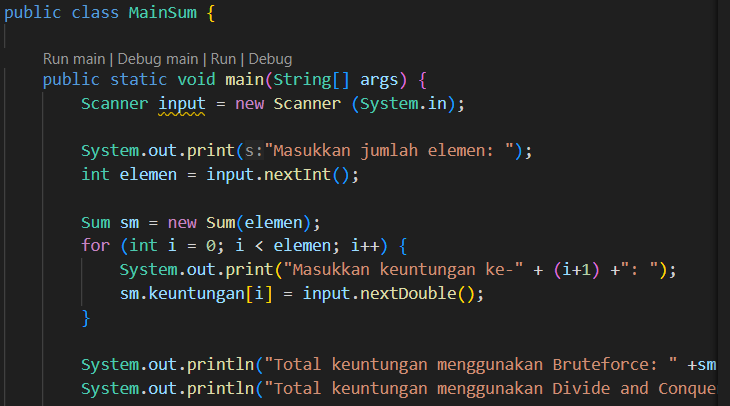 public class MainSum {
Run main | Debug main | Run | Debug
public static void main(String[] args) {
Scanner input = new Scanner (System.in);
System.out.print(s:"Masukkan jumlah elemen: ");
int elemen = input.nextInt();
Sum sm = new Sum(elemen);
for (int i = 0; i < elemen; i++) {
System.out.print("Masukkan keuntungan ke-" + (i+1) +": ");
sm.keuntungan[i] = input.nextDouble();
}
System.out.println("Total keuntungan menggunakan Bruteforce: " +sm
System.out.println("Total keuntungan menggunakan Divide and Conque